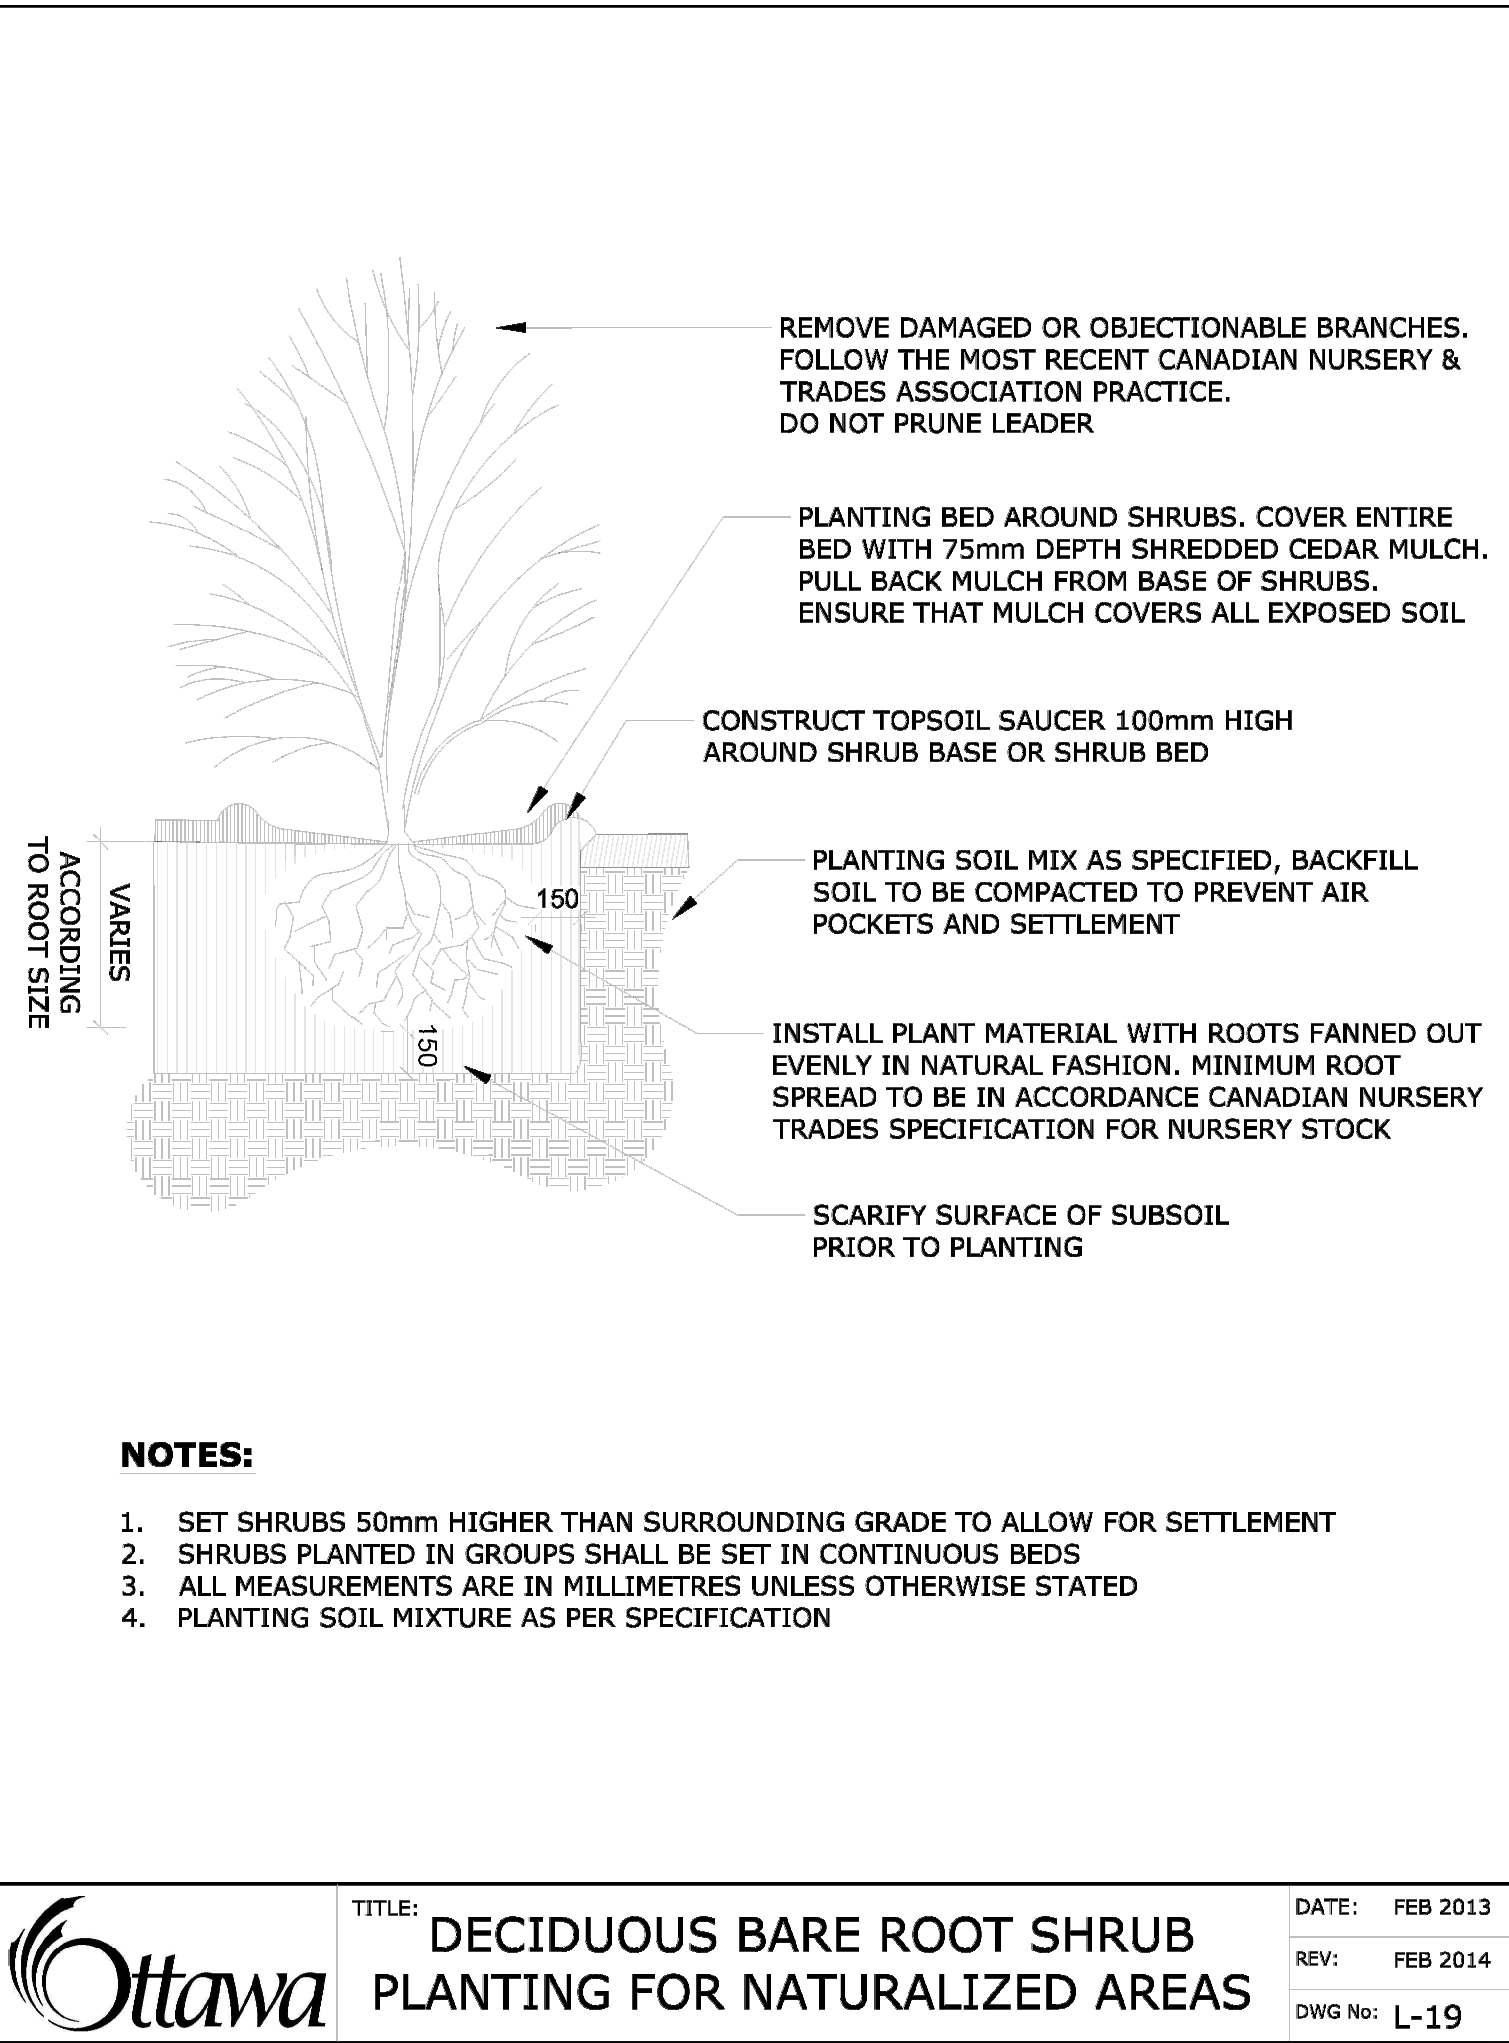 REMOVE DAMAGED OR OBJECTIONABLE BRANCHES.
FOLLOW THE MOST RECENT CANADIAN NURSERY &
TRADES ASSOCIATION PRACTICE.
DO NOT PRUNE LEADER
PLANTING BED AROUND SHRUBS. COVER ENTIRE
BED WITH 75mm DEPTH SHREDDED CEDAR MULCH.
PULL BACK MULCH FROM BASE OF SHRUBS.
ENSURE THAT MULCH COVERS ALL EXPOSED SOIL
CONSTRUCT TOPSOIL SAUCER 100mm HIGH
AROUND SHRUB BASE OR SHRUB BED
VARIES
ACCORDING
TO ROOT SIZE
150
150
PLANTING SOIL MIX AS SPECIFIED, BACKFILL
SOIL TO BE COMPACTED TO PREVENT AIR
POCKETS AND SETTLEMENT
INSTALL PLANT MATERIAL WITH ROOTS FANNED OUT
EVENLY IN NATURAL FASHION. MINIMUM ROOT
SPREAD TO BE IN ACCORDANCE CANADIAN NURSERY
TRADES SPECIFICATION FOR NURSERY STOCK
SCARIFY SURFACE OF SUBSOIL
PRIOR TO PLANTING
NOTES:
1. SET SHRUBS 50mm HIGHER THAN SURROUNDING GRADE TO ALLOW FOR SETTLEMENT
2. SHRUBS PLANTED IN GROUPS SHALL BE SET IN CONTINUOUS BEDS
3. ALL MEASUREMENTS ARE IN MILLIMETRES UNLESS OTHERWISE STATED
4. PLANTING SOIL MIXTURE AS PER SPECIFICATION
Ottawa
TITLE:
DECIDUOUS BARE ROOT SHRUB
PLANTING FOR NATURALIZED AREAS
DATE: FEB 2013
REV: FEB 2014
DWG No: L-19